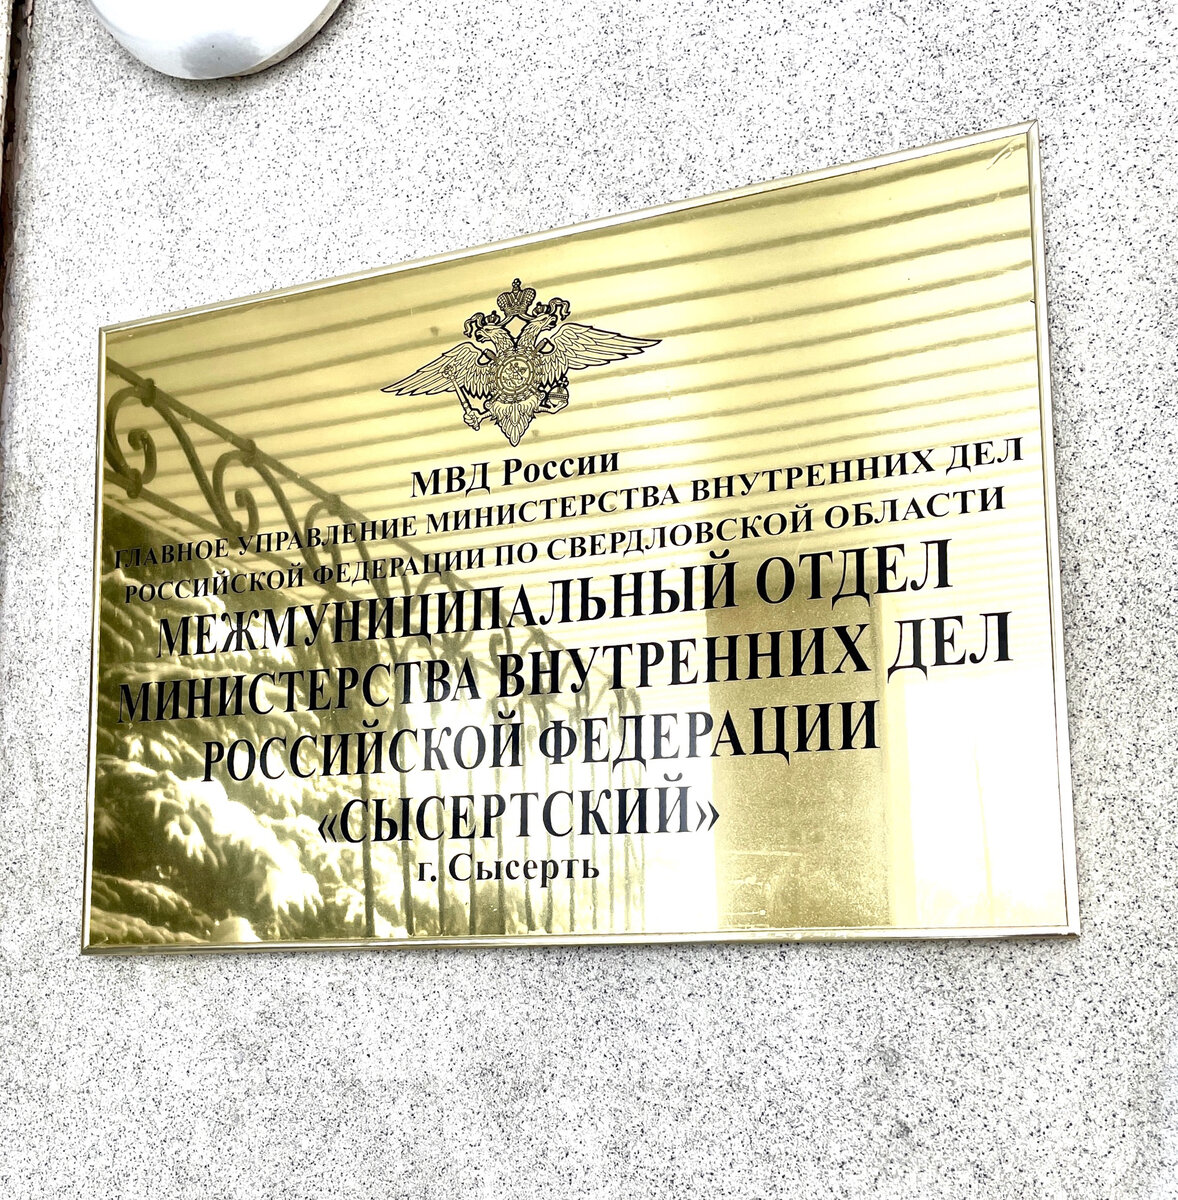 МВД России
ГЛАВНОЕ УПРАВЛЕНИЕ МИНИСТЕРСТВА ВНУТРЕННИХ ДЕЛ
РОССИЙСКОЙ ФЕДЕРАЦИИ ПО СВЕРДЛОВСКОЙ ОБЛАСТИ
МЕЖМУНИЦИПАЛЬНЫЙ ОТДЕЛ
МИНИСТЕРСТВА ВНУТРЕННИХ ДЕЛ
РОССИЙСКОЙ ФЕДЕРАЦИИ
«СЫСЕРТСКИЙ»
г. Сысерть